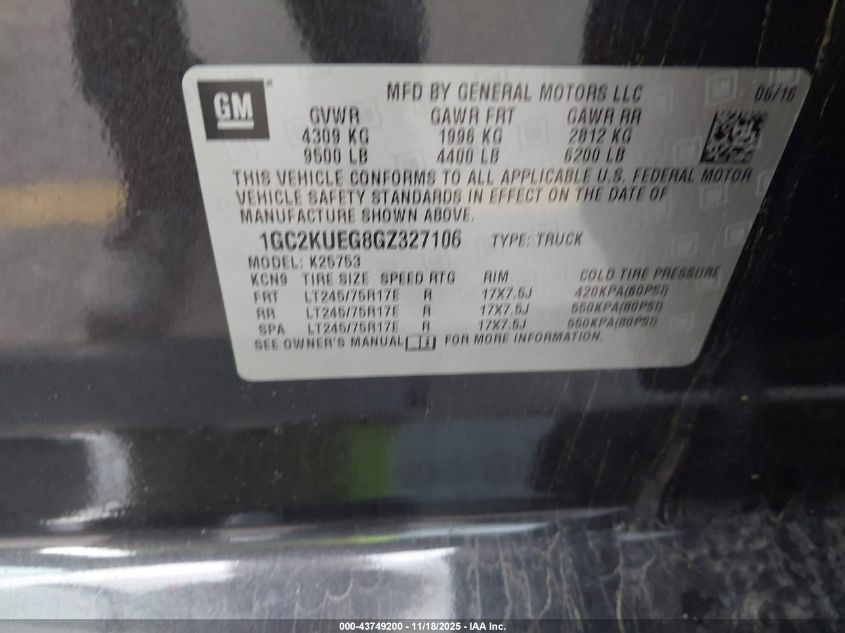 GM
MFD BY GENERAL MOTORS LLC 06/16
GVWR GAWR FRT GAWR RR
4309 KG 1996 KG 2812 KG
9500 LB 4400 LB 6200 LB
THIS VEHICLE CONFORMS TO ALL APPLICABLE U.S. FEDERAL MOTOR
VEHICLE SAFETY STANDARDS IN EFFECT ON THE DATE OF
MANUFACTURE SHOWN ABOVE.
1GC2KUEG8GZ327106 TYPE: TRUCK
MODEL: K25753
KCN9 TIRE SIZE SPEED RTG RIM COLD TIRE PRESSURE
FRT LT245/75R17E R 17X7.5J 420KPA(60PSI)
RR LT245/75R17E R 17X7.5J 550KPA(80PSI)
SPA LT245/75R17E R 17X7.5J 550KPA(80PSI)
SEE OWNER'S MANUAL FOR MORE INFORMATION.
000-43749200 - 11/18/2025 - IAA Inc.